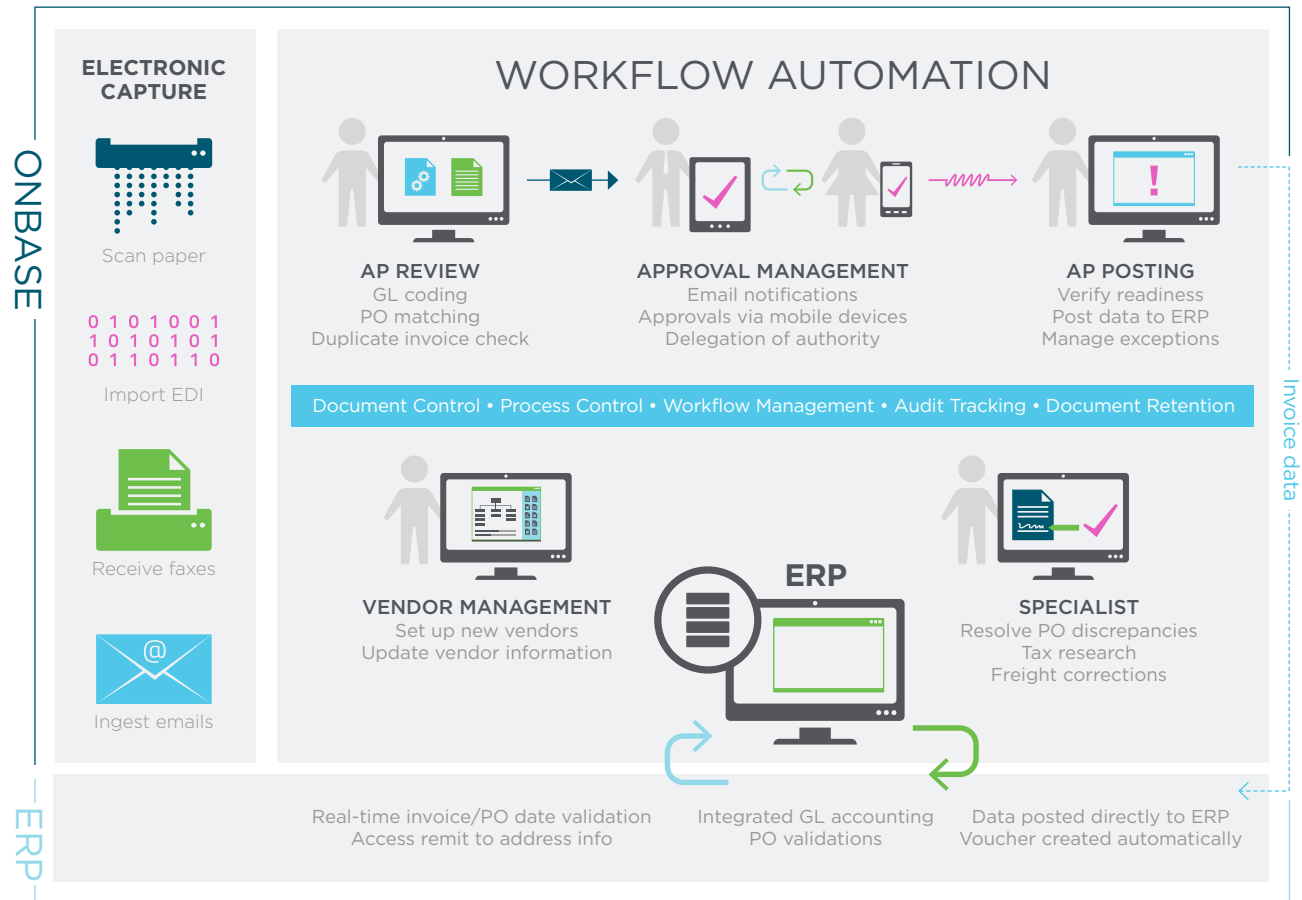 ONBASE
ELECTRONIC
CAPTURE
Scan paper
0 1 0 1 0 0 1
1 0 1 0 1 0 1
0 1 1 0 1 1 0
Import EDI
Receive faxes
@
Ingest emails
WORKFLOW AUTOMATION
AP REVIEW
GL coding
PO matching
Duplicate invoice check
APPROVAL MANAGEMENT
Email notifications
Approvals via mobile devices
Delegation of authority
!
AP POSTING
Verify readiness
Post data to ERP
Manage exceptions
Document Control • Process Control • Workflow Management • Audit Tracking • Document Retention
Invoice data
VENDOR MANAGEMENT
Set up new vendors
Update vendor information
ERP
SPECIALIST
Resolve PO discrepancies
Tax research
Freight corrections
ERP
Real-time invoice/PO date validation
Access remit to address info
Integrated GL accounting
PO validations
Data posted directly to ERP
Voucher created automatically